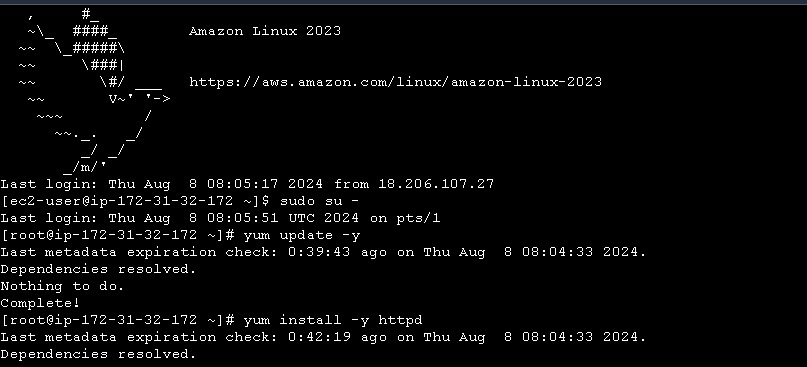 ,     #_
   ~\_  ####_        Amazon Linux 2023
  ~~  \_#####\
  ~~     \###|
  ~~       \#/ ___   https://aws.amazon.com/linux/amazon-linux-2023
   ~~       V~' '->
    ~~~         /
      ~~._.   _/
         _/ _/
       _/m/'
Last login: Thu Aug  8 08:05:17 2024 from 18.206.107.27
[ec2-user@ip-172-31-32-172 ~]$ sudo su -
Last login: Thu Aug  8 08:05:51 UTC 2024 on pts/1
[root@ip-172-31-32-172 ~]# yum update -y
Last metadata expiration check: 0:39:43 ago on Thu Aug  8 08:04:33 2024.
Dependencies resolved.
Nothing to do.
Complete!
[root@ip-172-31-32-172 ~]# yum install -y httpd
Last metadata expiration check: 0:42:19 ago on Thu Aug  8 08:04:33 2024.
Dependencies resolved.